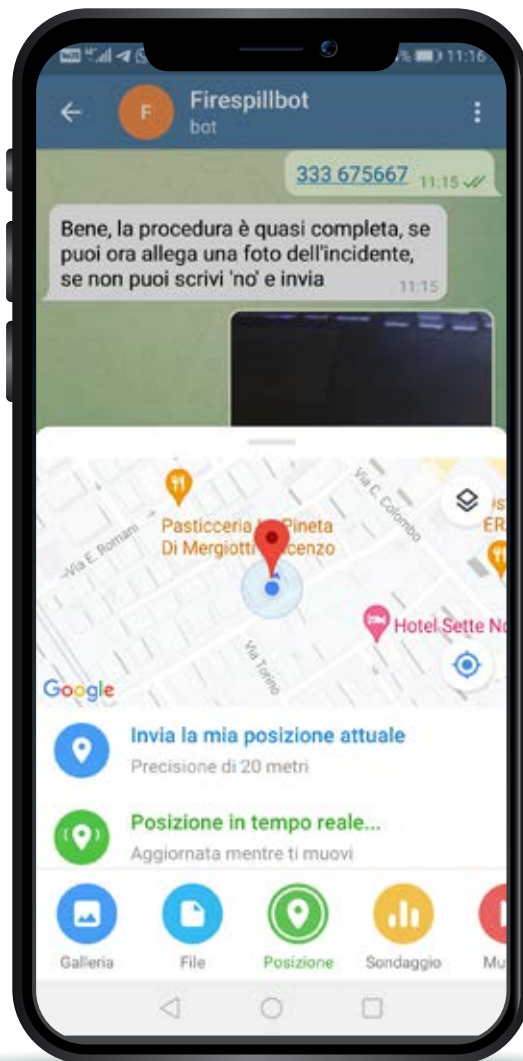 11:16
Firespillbot
F
bot
333 675667 11:15
Bene, la procedura è quasi completa, se
puoi ora allega una foto dell'incidente,
se non puoi scrivi 'no' e invia
11:15
Via C. Colombo
Pasticceria Pineta
Via E. Romani
Di Mergiotti
Hotel Sette
Via Torino
Google
Invia la mia posizione attuale
Precisione di 20 metri
Posizione in tempo reale...
Aggiornata mentre ti muovi
Galleria File Posizione Sondaggio